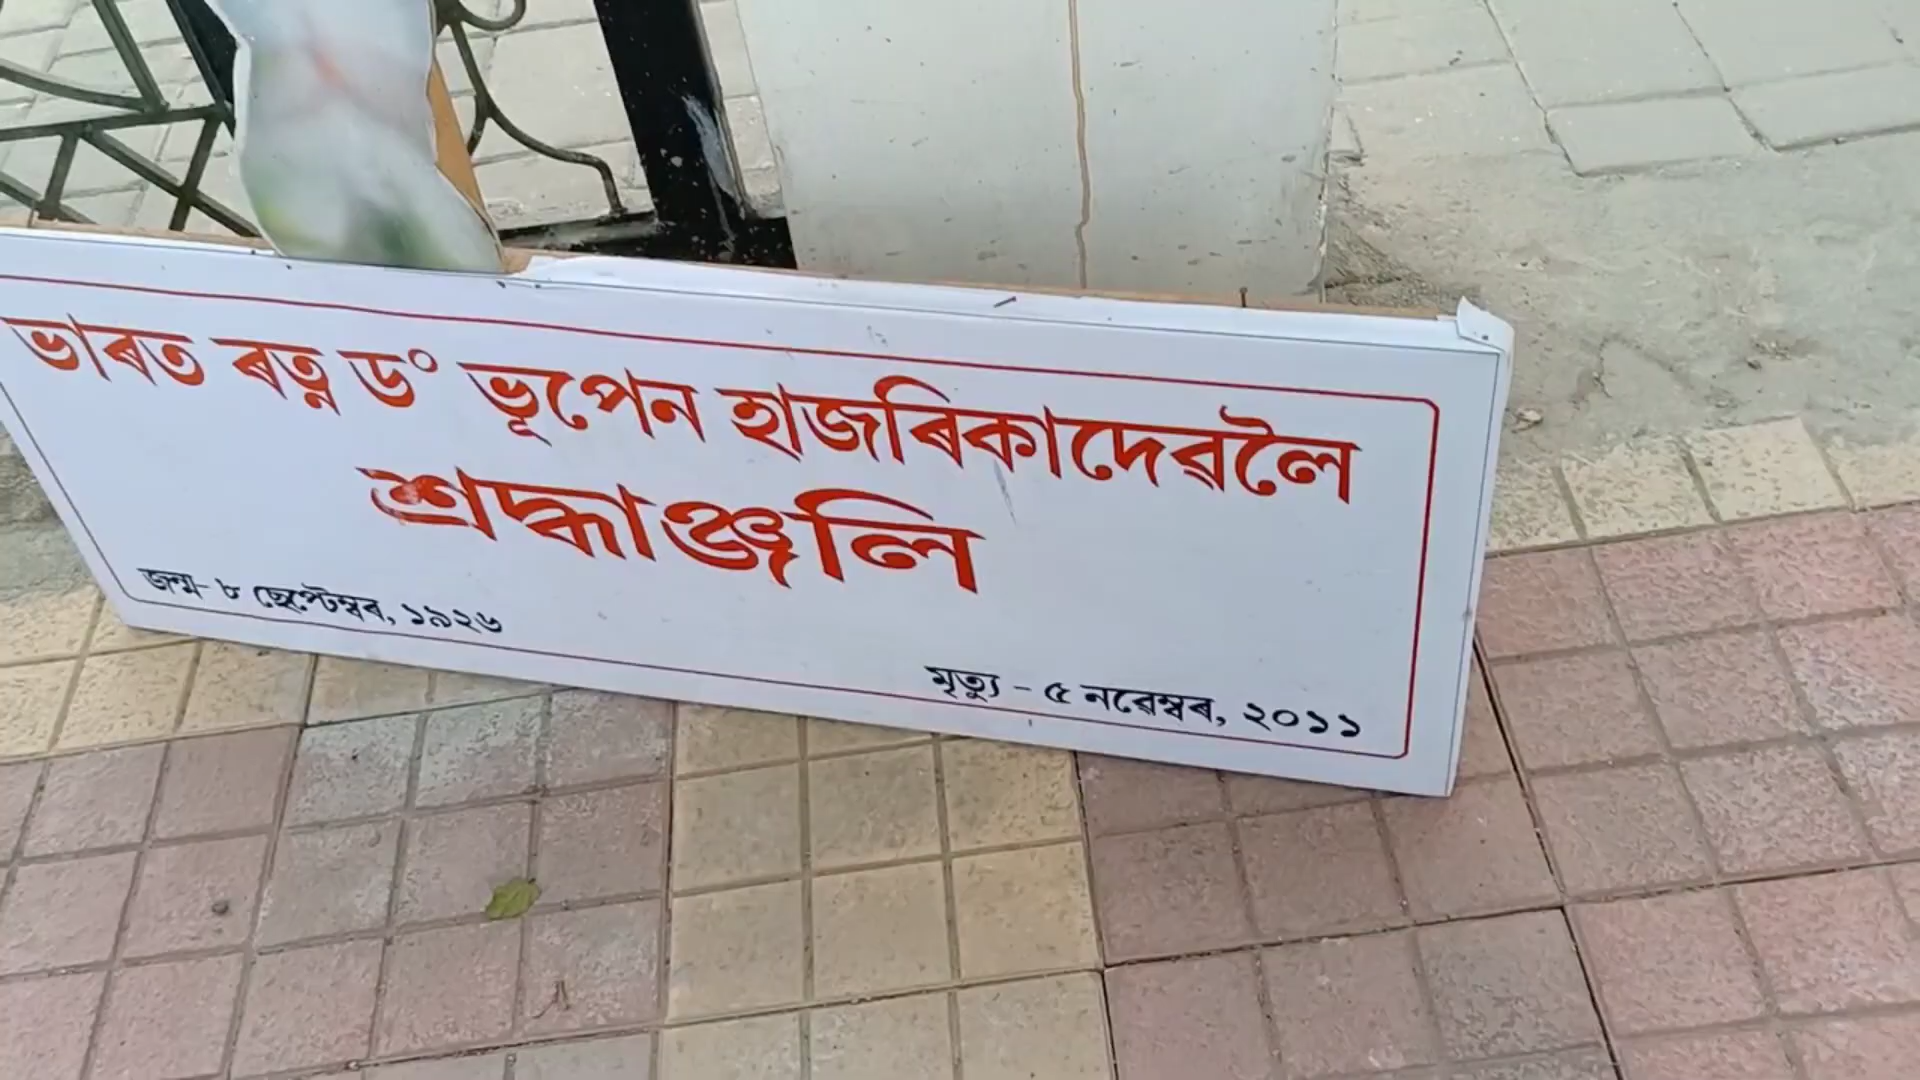 ভাৰত ৰত্ন ড° ভূপেন হাজৰিকাদেৱলৈ
শ্ৰদ্ধাঞ্জলি
জন্ম- ৮ ছেপ্টেম্বৰ, ১৯২৬
মৃত্যু - ৫ নৱেম্বৰ, ২০১১